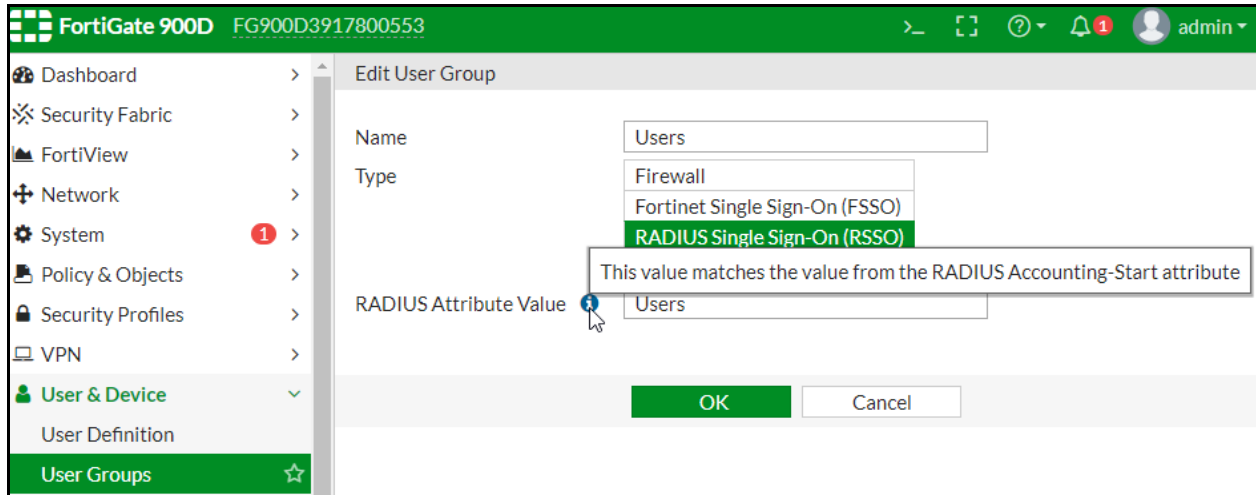 FortiGate 900D FG900D3917800553 >_ 1 admin
Dashboard
Security Fabric
FortiView
Network
System 1
Policy & Objects
Security Profiles
VPN
User & Device
User Definition
User Groups
Edit User Group
Name Users
Type Firewall
Fortinet Single Sign-On (FSSO)
RADIUS Single Sign-On (RSSO)
This value matches the value from the RADIUS Accounting-Start attribute
RADIUS Attribute Value Users
OK Cancel